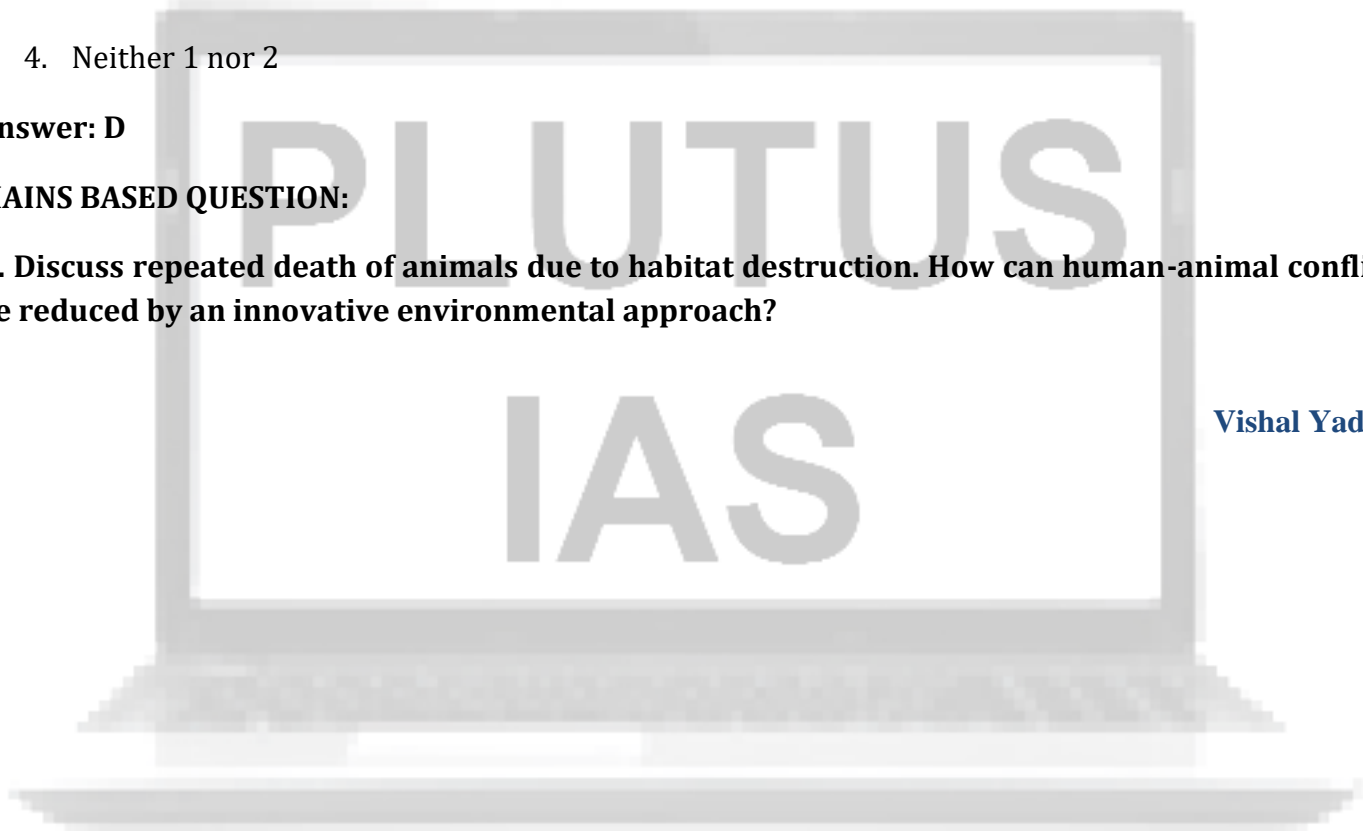 4. Neither 1 nor 2
nswer: D
AINS BASED QUESTION:
. Discuss repeated death of animals due to habitat destruction. How can human-animal confli
e reduced by an innovative environmental approach?
Vishal Yad
PLUTUS
IAS